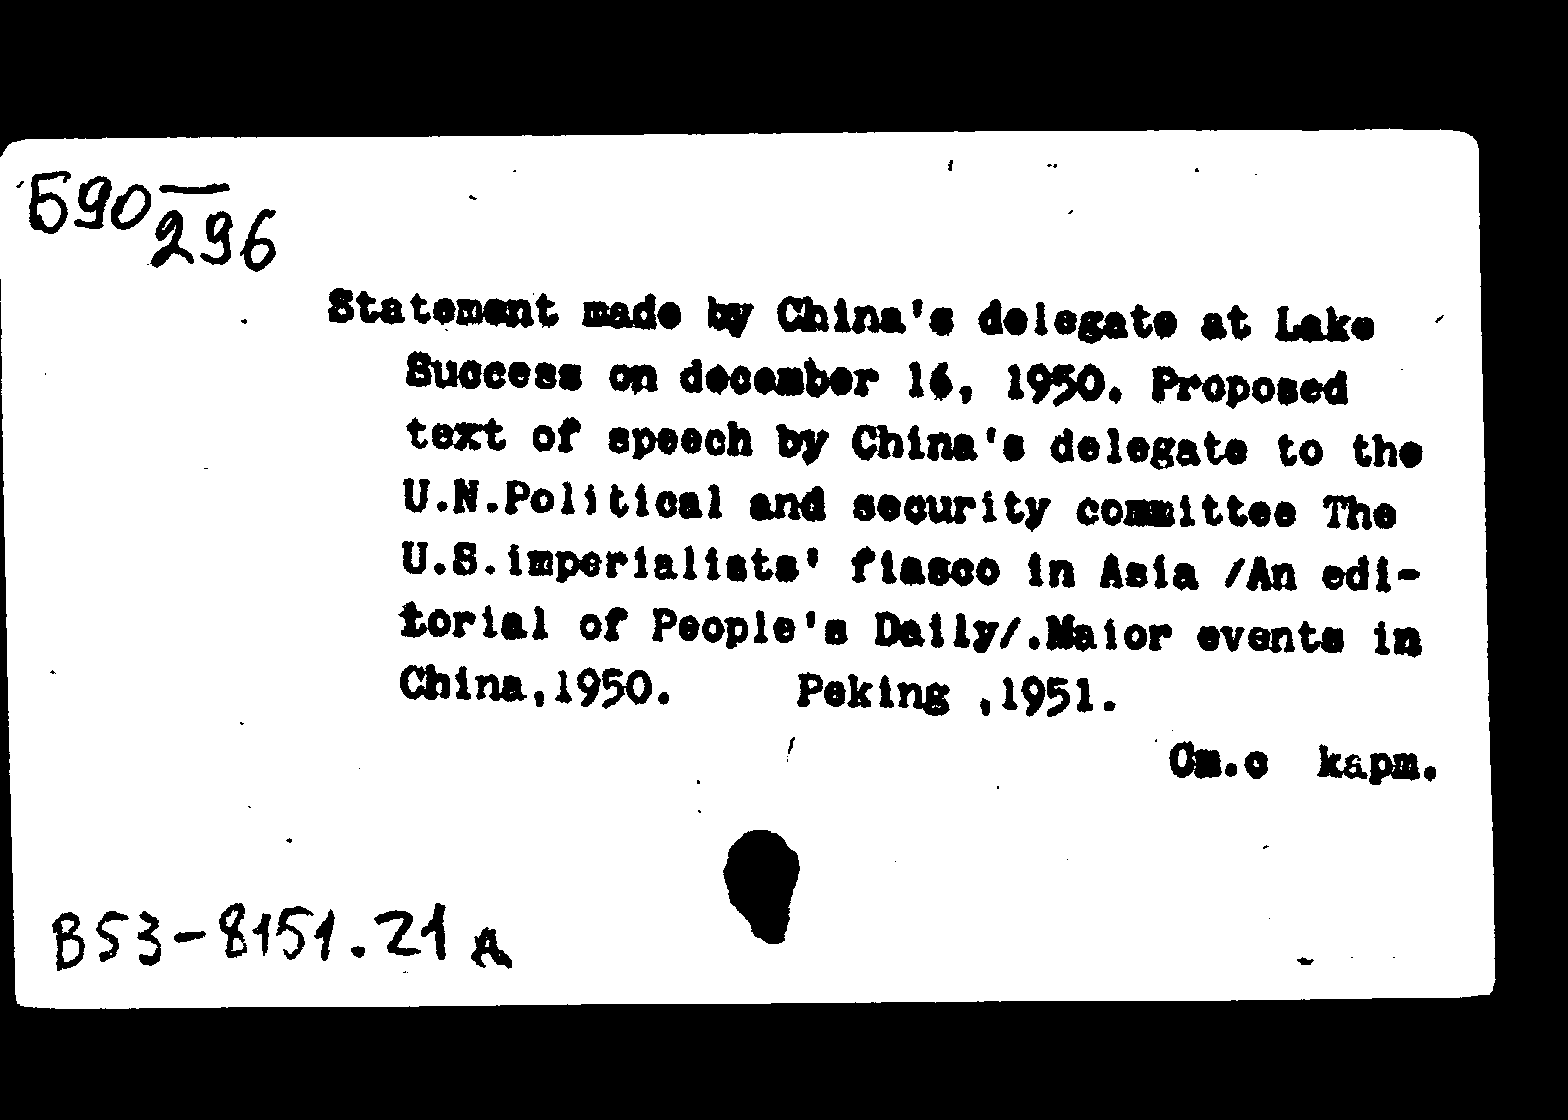 Б90 296
Statement made by China's delegate at Lake
Success on december 16, 1950. Proposed
text of speech by China's delegate to the
U.N.Political and security committee The
U.S.imperialists' fiasco in Asia /An edi-
torial of People's Daily/.Maior events in
China,1950. Peking ,1951.
См.с карт.
В53-8151.21 А